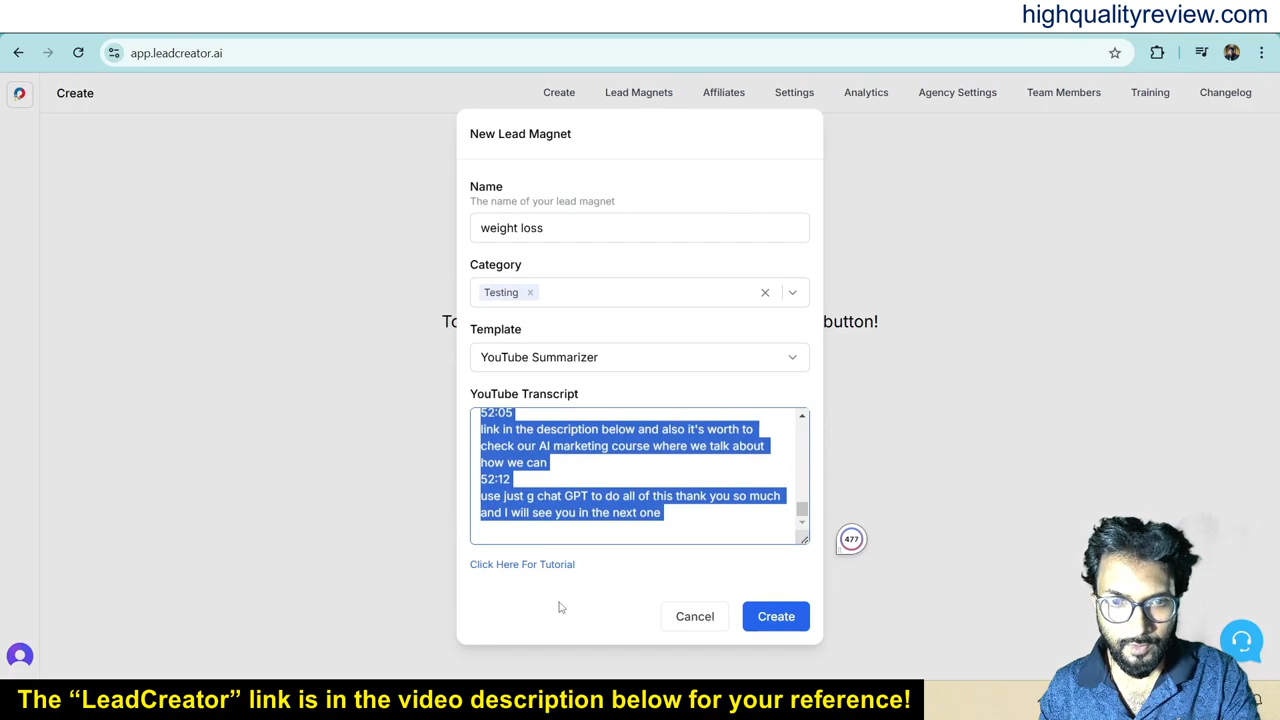 highqualityreview.com
app.leadcreator.ai
Create
Create Lead Magnets Affiliates Settings Analytics Agency Settings Team Members Training Changelog
New Lead Magnet
Name
The name of your lead magnet
weight loss
Category
Testing
To
button!
Template
YouTube Summarizer
YouTube Transcript
52:05
link in the description below and also it's worth to
check our AI marketing course where we talk about
how we can
52:12
use just g chat GPT to do all of this thank you so much
and I will see you in the next one
477
Click Here For Tutorial
Cancel Create
The “LeadCreator” link is in the video description below for your reference!